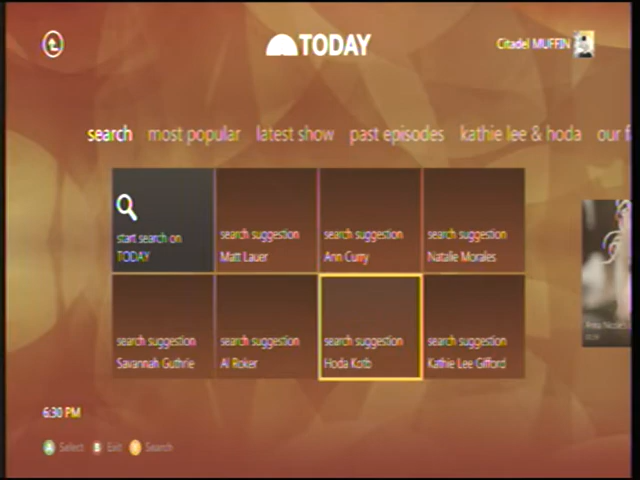 TODAY
Citadel MUFFIN
search most popular latest show past episodes kathie lee & hoda our f
start search on
TODAY
search suggestion
Matt Lauer
search suggestion
Ann Curry
search suggestion
Natalie Morales
search suggestion
Savannah Guthrie
search suggestion
Al Roker
search suggestion
Hoda Kotb
search suggestion
Kathie Lee Gifford
6:30 PM
A Select B Exit Search